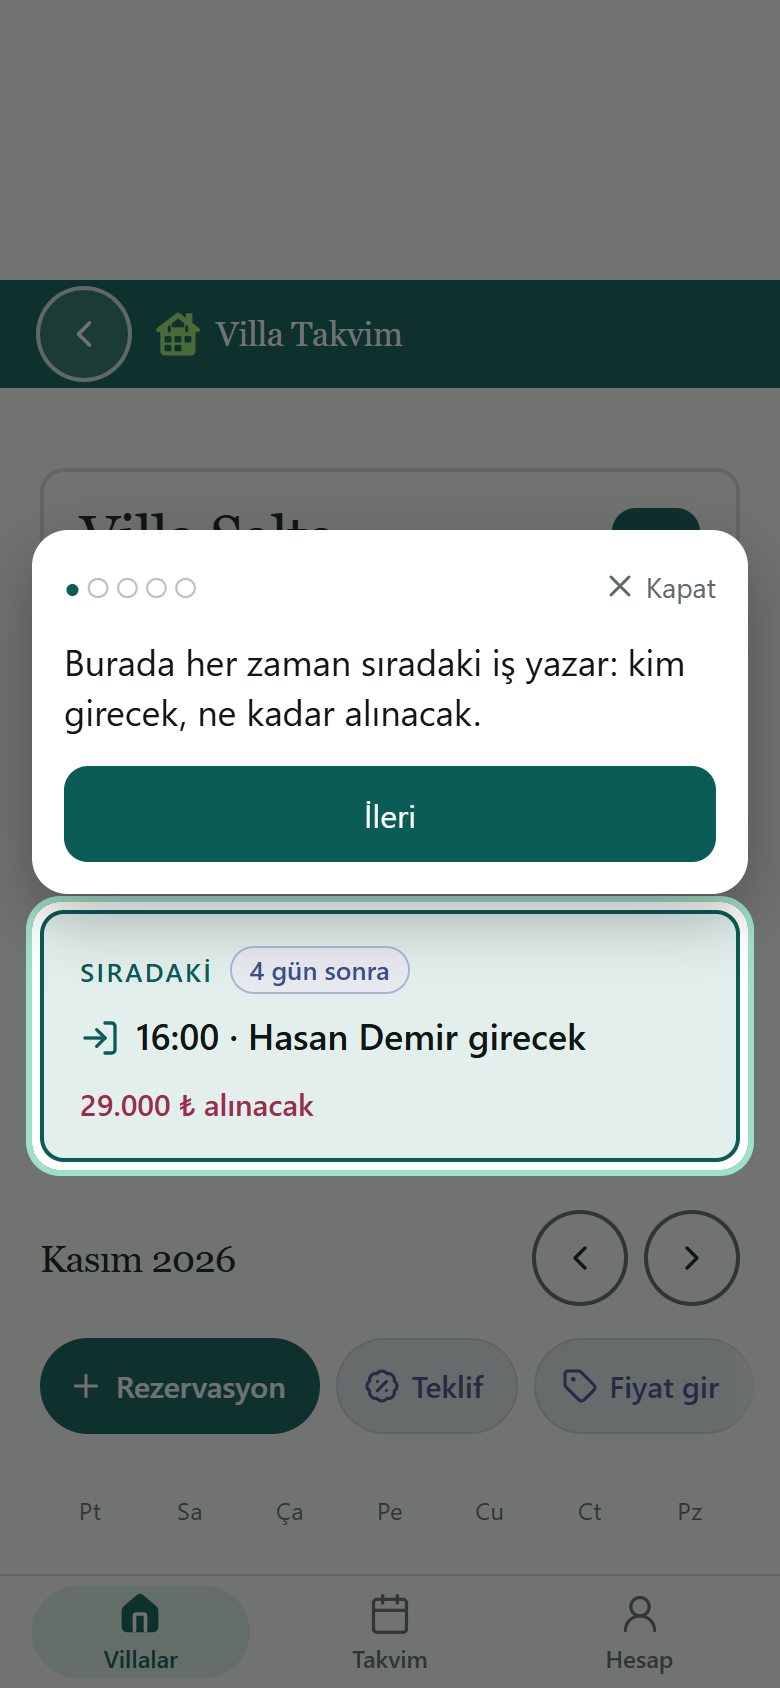 Villa Takvim
Villa Salta
Kapat
Burada her zaman sıradaki iş yazar: kim
girecek, ne kadar alınacak.
İleri
SIRADAKİ
4 gün sonra
16:00 · Hasan Demir girecek
29.000 ₺ alınacak
Kasım 2026
Rezervasyon
Teklif
Fiyat gir
Pt Sa Ça Pe Cu Ct Pz
Villalar
Takvim
Hesap